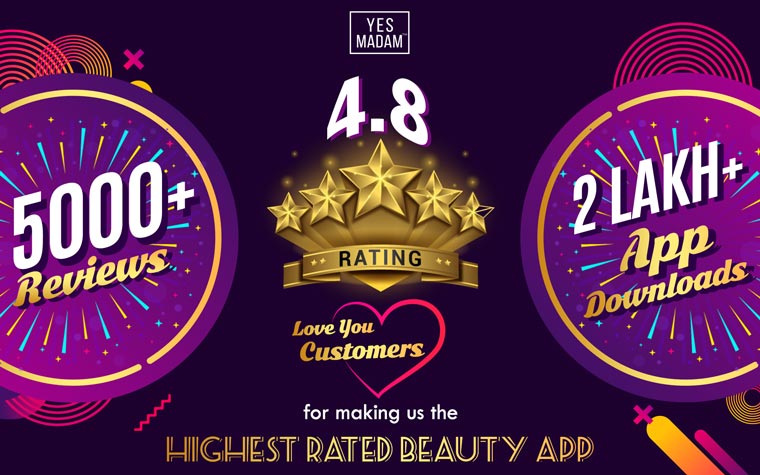 YES
MADAM
4.8
5000+
Reviews
RATING
2 LAKH+
App
Downloads
Love You
Customers
for making us the
HIGHEST RATED BEAUTY APP